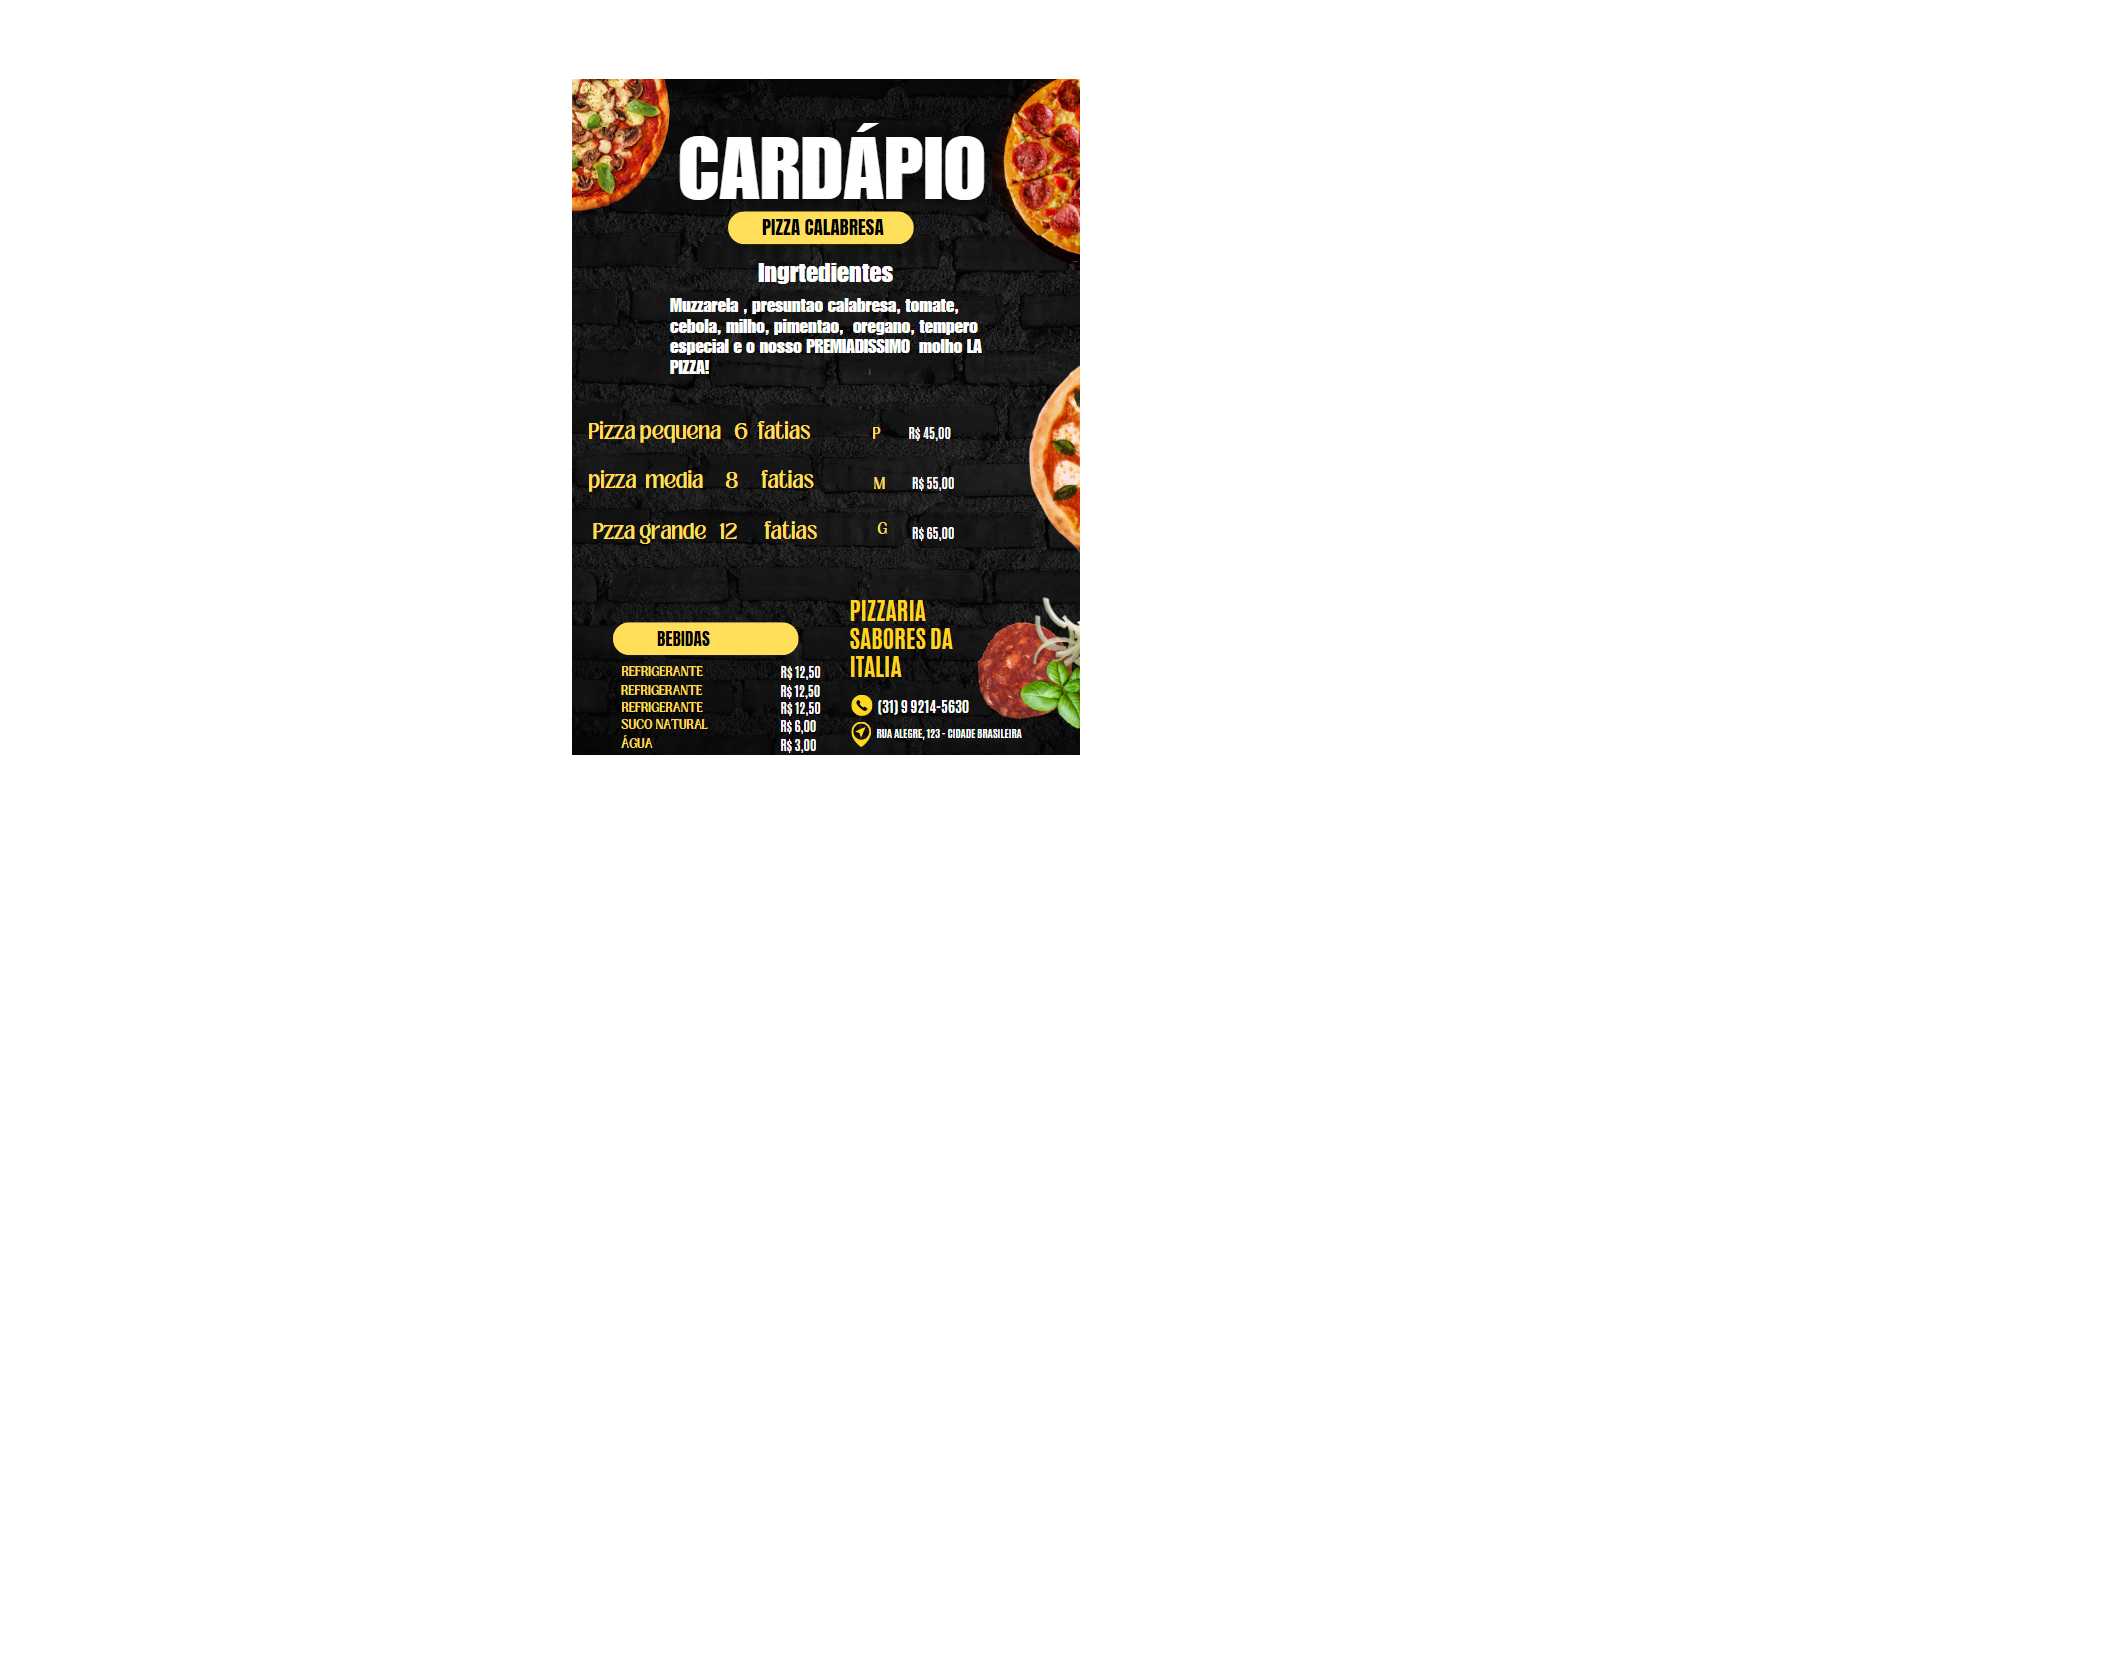 CARDÁPIO
PIZZA CALABRESA
Ingrtedientes
Muzzarela , presuntao calabresa, tomate,
cebola, milho, pimentao, oregano, tempero
especial e o nosso PREMIADISSIMO molho LA
PIZZA!
Pizza pequena 6 fatias P R$ 45,00
pizza media 8 fatias M R$ 55,00
Pzza grande 12 fatias G R$ 65,00
BEBIDAS
REFRIGERANTE R$ 12,50
REFRIGERANTE R$ 12,50
REFRIGERANTE R$ 12,50
SUCO NATURAL R$ 6,00
ÁGUA R$ 3,00
PIZZARIA
SABORES DA
ITALIA
(31) 9 9214-5630
RUA ALEGRE, 123 - CIDADE BRASILEIRA